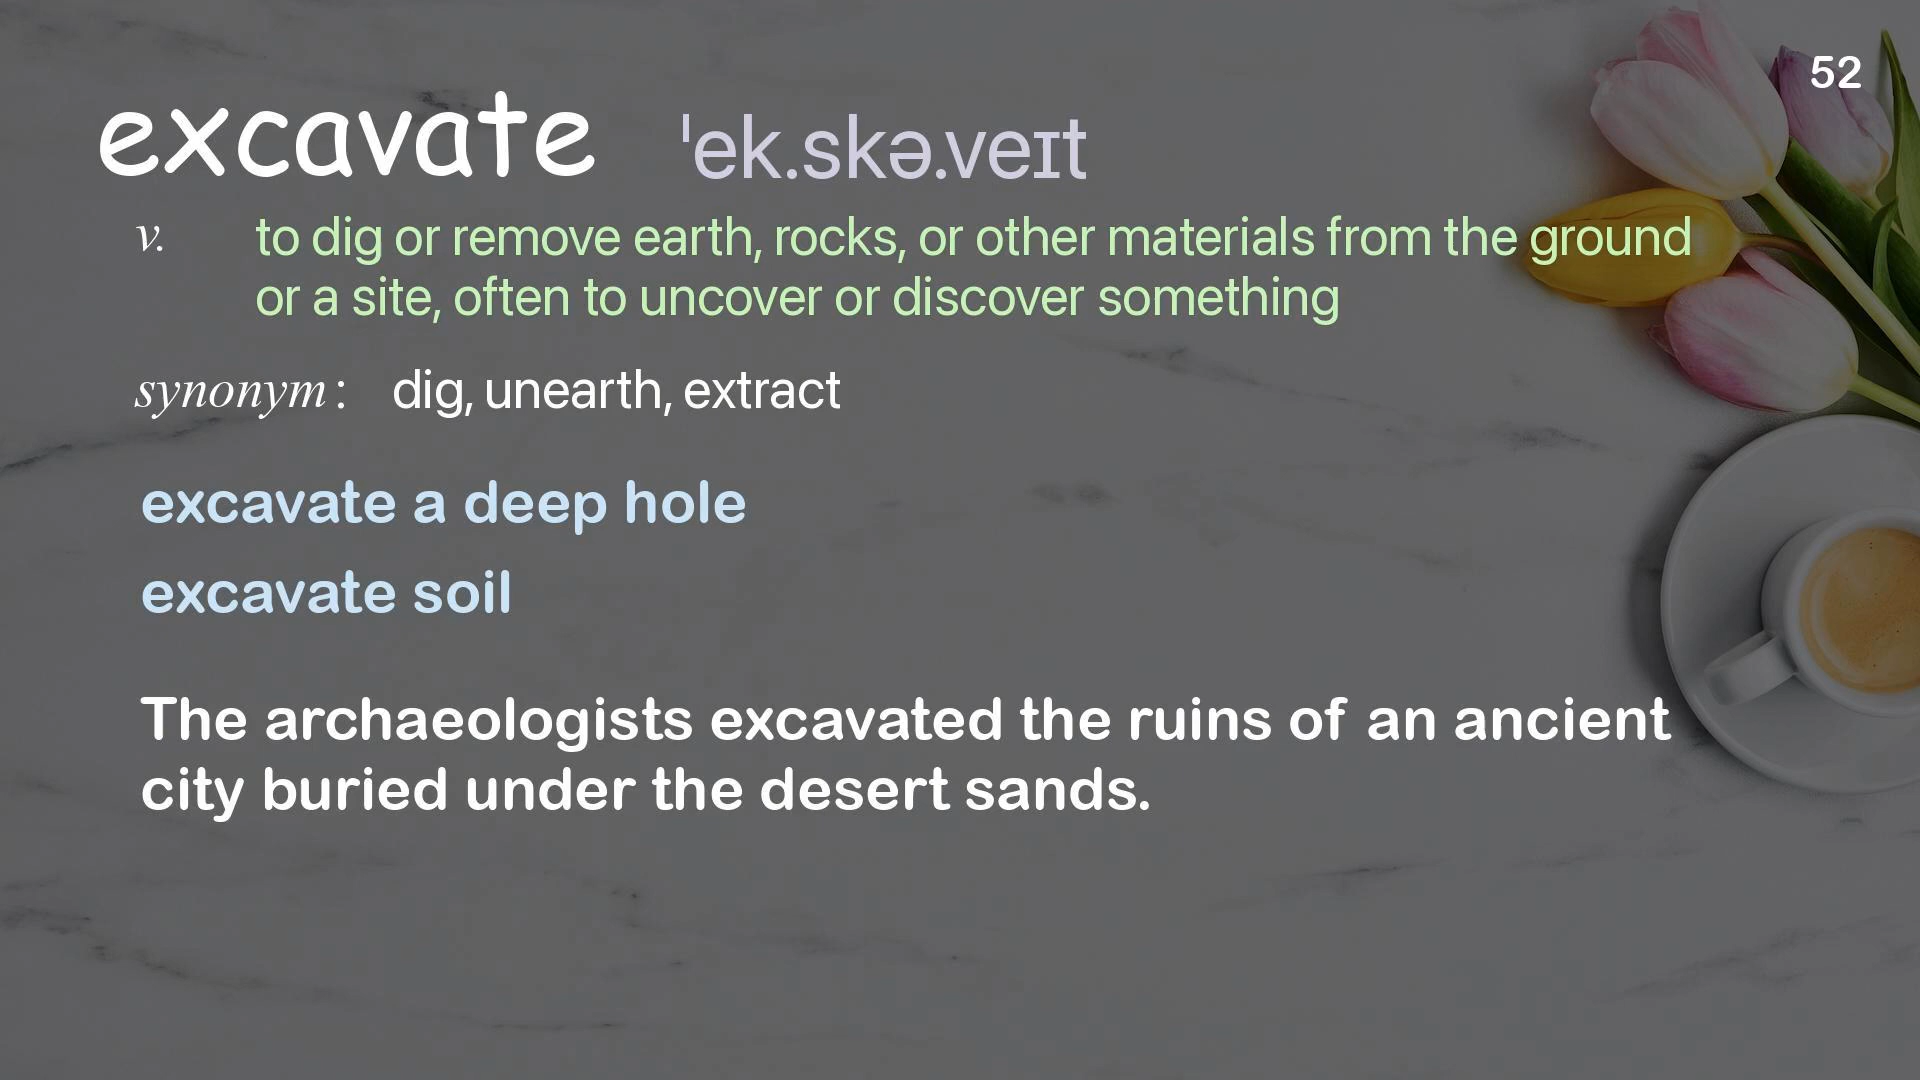 52
excavate ˈek.skə.veɪt
v. to dig or remove earth, rocks, or other materials from the ground
or a site, often to uncover or discover something
synonym: dig, unearth, extract
excavate a deep hole
excavate soil
The archaeologists excavated the ruins of an ancient
city buried under the desert sands.